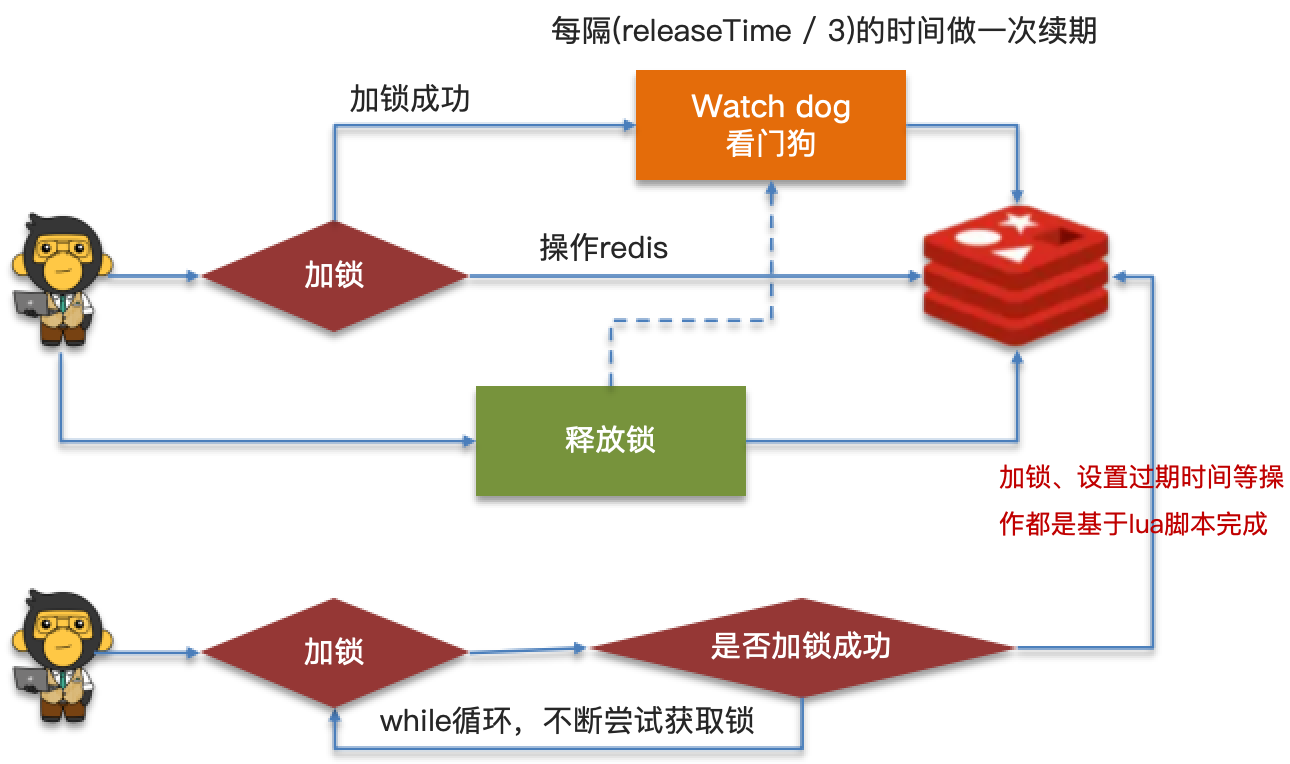 每隔(releaseTime / 3)的时间做一次续期
加锁成功
Watch dog
看门狗
操作redis
加锁
释放锁
加锁、设置过期时间等操
作都是基于lua脚本完成
加锁
是否加锁成功
while循环，不断尝试获取锁